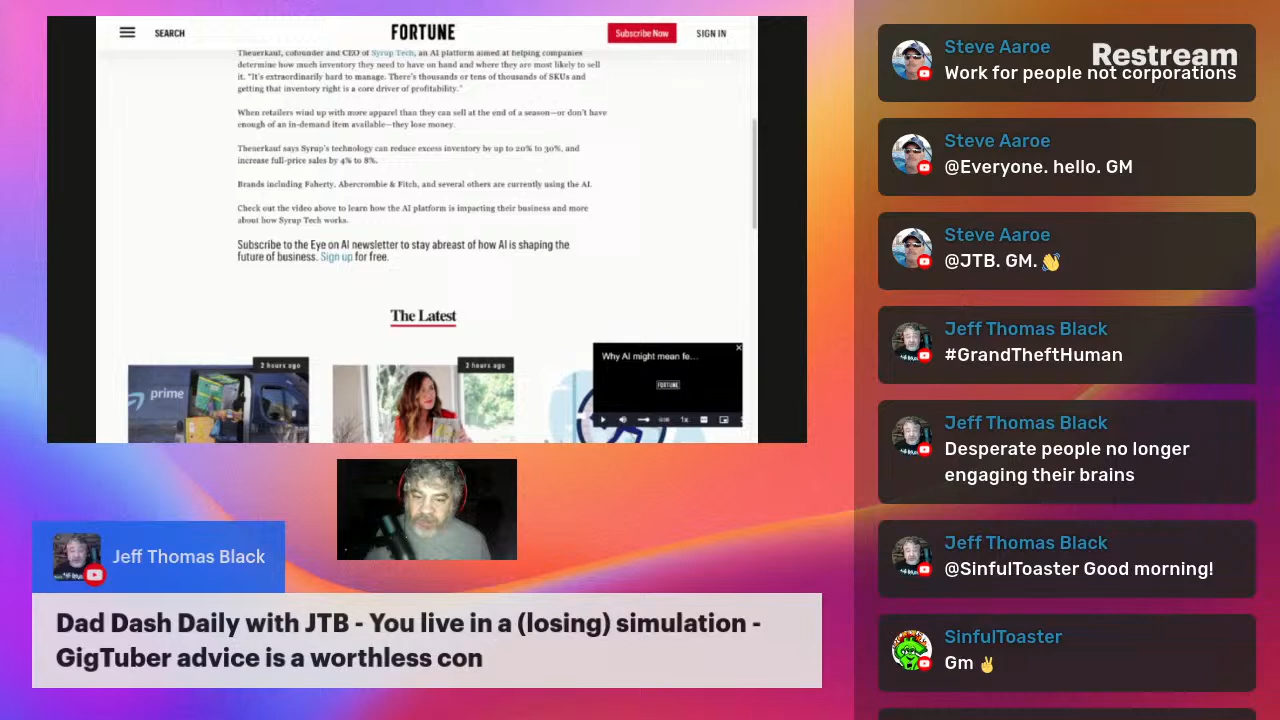 SEARCH
FORTUNE
Subscribe Now
SIGN IN
Theuerkauf, cofounder and CEO of Syrup Tech, an AI platform aimed at helping companies
determine how much inventory they need to have on hand and where they are most likely to sell
it. "It's extraordinarily hard to manage. There's thousands or tens of thousands of SKUs and
getting that inventory right is a core driver of profitability."
When retailers wind up with more apparel than they can sell at the end of a season—or don't have
enough of an in-demand item available—they lose money.
Theuerkauf says Syrup's technology can reduce excess inventory by up to 20% to 30%, and
increase full-price sales by 4% to 8%.
Brands including Faherty, Abercrombie & Fitch, and several others are currently using the AI.
Check out the video above to learn how the AI platform is impacting their business and more
about how Syrup Tech works.
Subscribe to the Eye on AI newsletter to stay abreast of how AI is shaping the
future of business. Sign up for free.
The Latest
2 hours ago
2 hours ago
prime
Why AI might mean fe...
FORTUNE
1x
Jeff Thomas Black
Dad Dash Daily with JTB - You live in a (losing) simulation -
GigTuber advice is a worthless con
Restream
Steve Aaroe
Work for people not corporations
Steve Aaroe
@Everyone. hello. GM
Steve Aaroe
@JTB. GM. 👋
Jeff Thomas Black
#GrandTheftHuman
Jeff Thomas Black
Desperate people no longer
engaging their brains
Jeff Thomas Black
@SinfulToaster Good morning!
SinfulToaster
Gm ✌